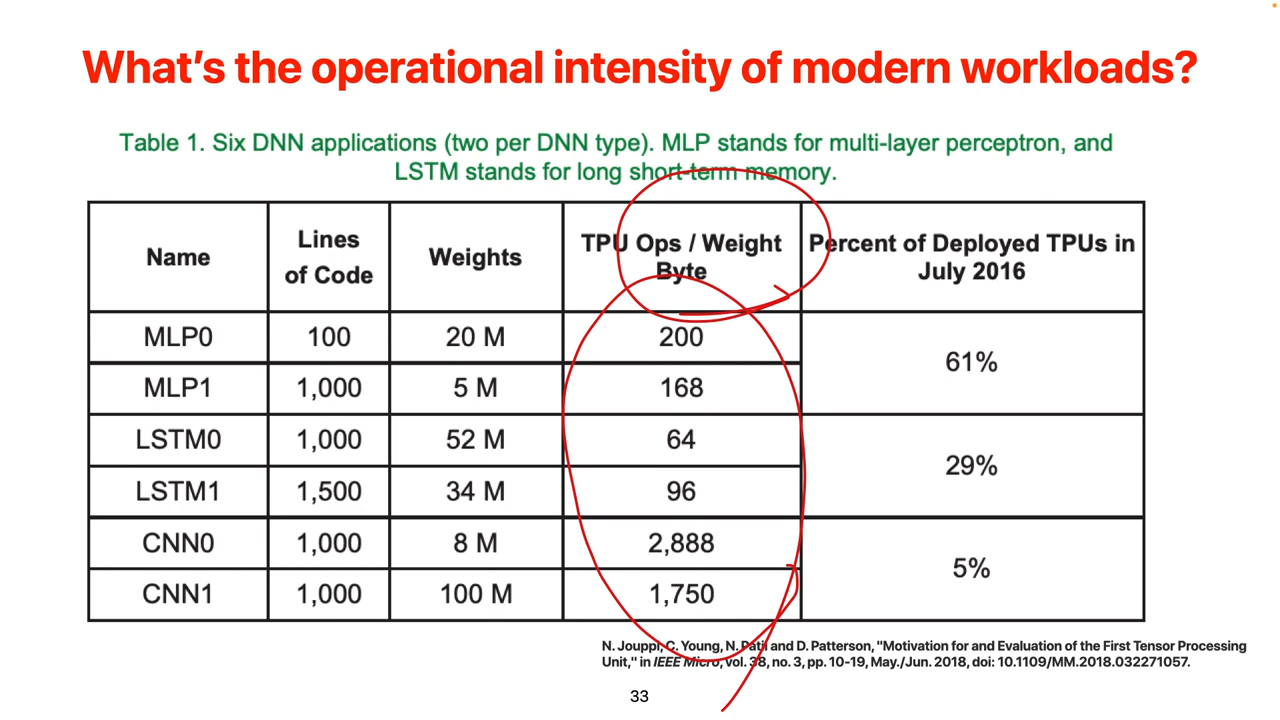 What's the operational intensity of modern workloads?
Table 1. Six DNN applications (two per DNN type). MLP stands for multi-layer perceptron, and
LSTM stands for long short-term memory.
Name
Lines
of Code
Weights
TPU Ops / Weight
Byte
Percent of Deployed TPUs in
July 2016
MLP0 100 20 M 200
61%
MLP1 1,000 5 M 168
LSTM0 1,000 52 M 64
29%
LSTM1 1,500 34 M 96
CNN0 1,000 8 M 2,888
5%
CNN1 1,000 100 M 1,750
N. Jouppi, C. Young, N. Patil and D. Patterson, "Motivation for and Evaluation of the First Tensor Processing
Unit," in IEEE Micro, vol. 38, no. 3, pp. 10-19, May./Jun. 2018, doi: 10.1109/MM.2018.032271057.
33